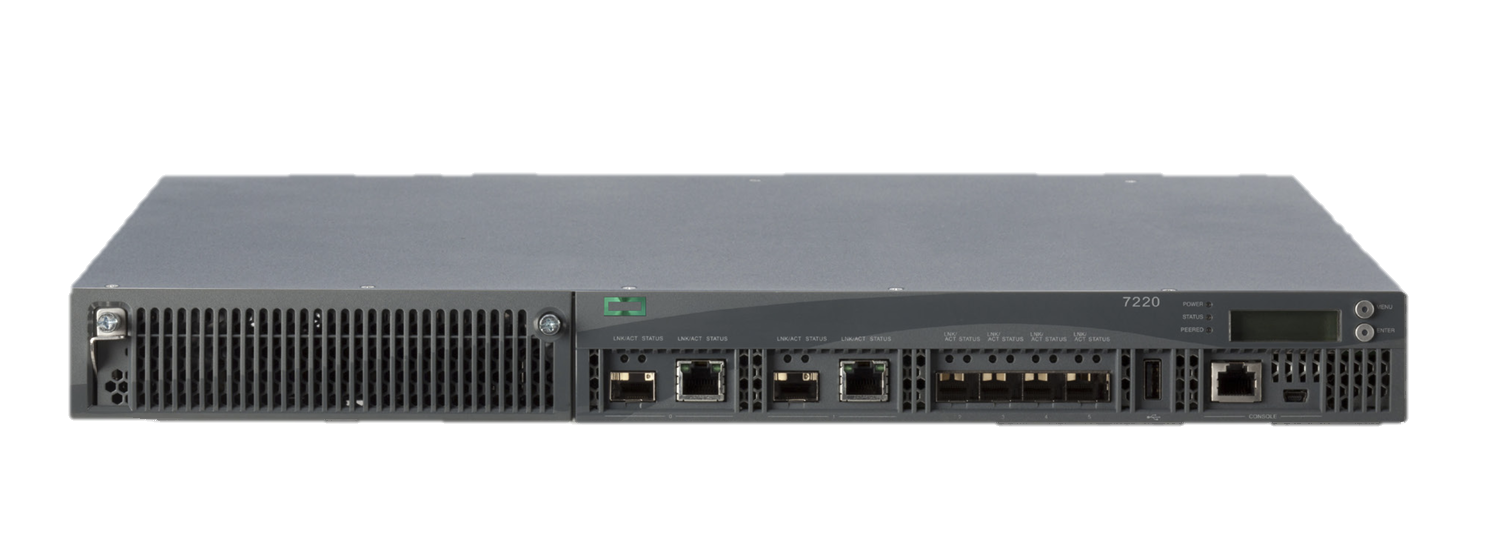 7220
POWER
STATUS
PEERED
MENU
ENTER
LNK/ACT STATUS LNK/ACT STATUS
LNK/ACT STATUS LNK/ACT STATUS
LNK/ LNK/ LNK/ LNK/
ACT STATUS ACT STATUS ACT STATUS ACT STATUS
CONSOLE